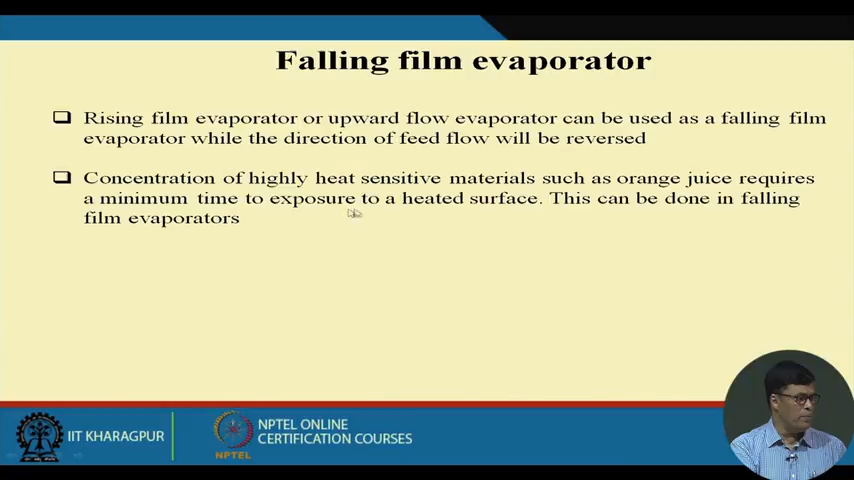 Falling film evaporator
❑ Rising film evaporator or upward flow evaporator can be used as a falling film
evaporator while the direction of feed flow will be reversed
❑ Concentration of highly heat sensitive materials such as orange juice requires
a minimum time to exposure to a heated surface. This can be done in falling
film evaporators
IIT KHARAGPUR
NPTEL
NPTEL ONLINE
CERTIFICATION COURSES